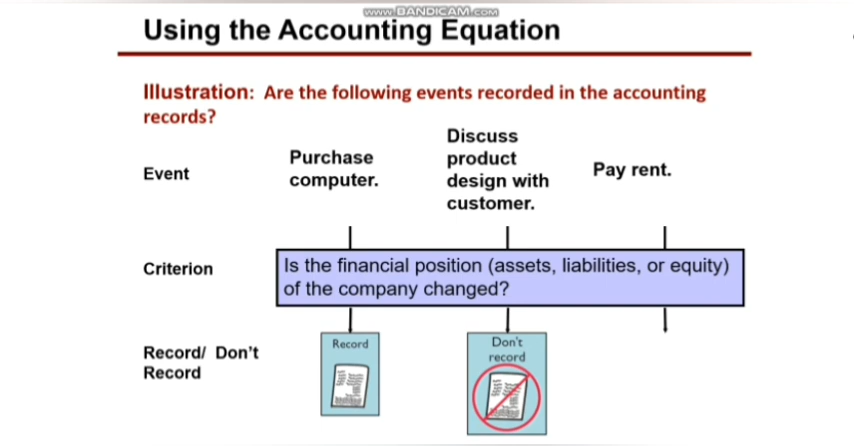 www.BANDICAM.com
Using the Accounting Equation
Illustration: Are the following events recorded in the accounting
records?
Event
Purchase
computer.
Discuss
product
design with
customer.
Pay rent.
Criterion
Is the financial position (assets, liabilities, or equity)
of the company changed?
Record/ Don't
Record
Record
Don't
record